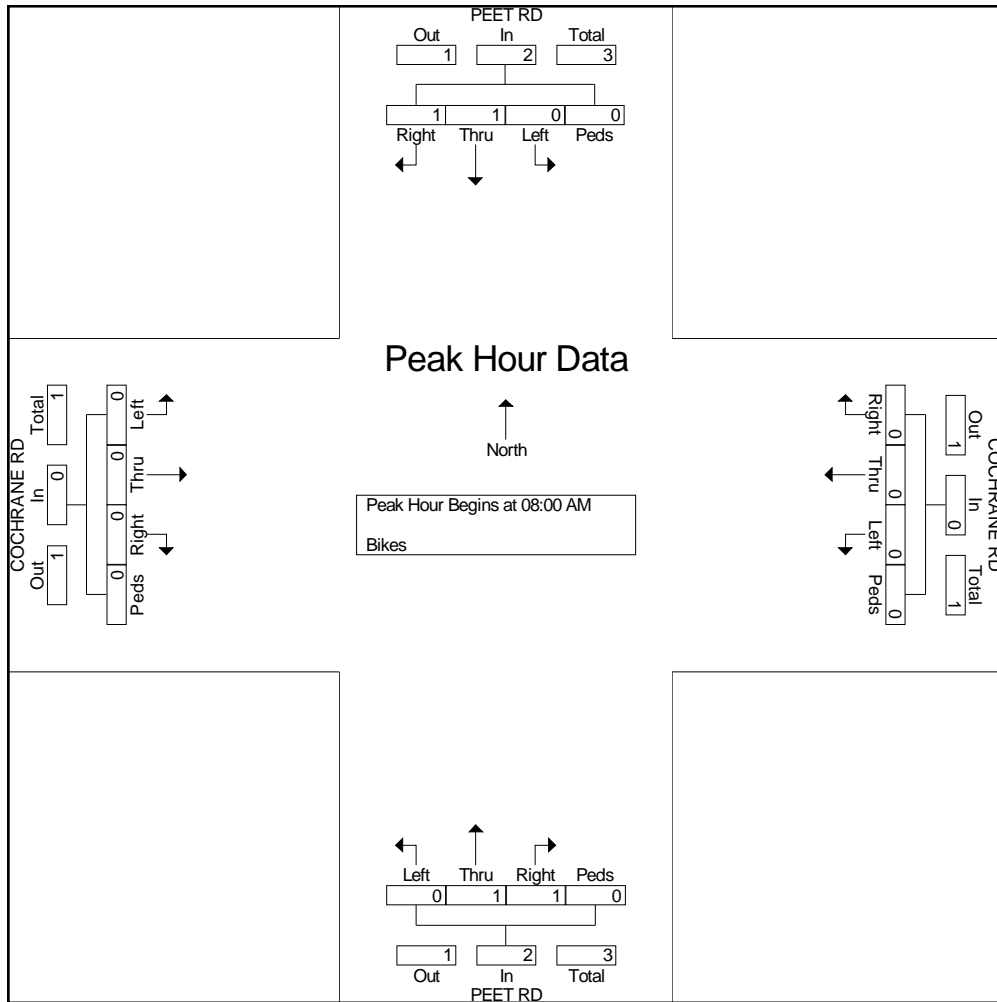 PEET RD
Out In Total
1 2 3
1 1 0 0
Right Thru Left Peds
Peak Hour Data
North
Peak Hour Begins at 08:00 AM
Bikes
COCHRANE RD
Out In Total
1 0 1
0 0 0 0
Left Thru Right Peds
COCHRANE RD
Out In Total
1 0 1
0 0 0 0
Right Thru Left Peds
Left Thru Right Peds
0 1 1 0
1 2 3
Out In Total
PEET RD